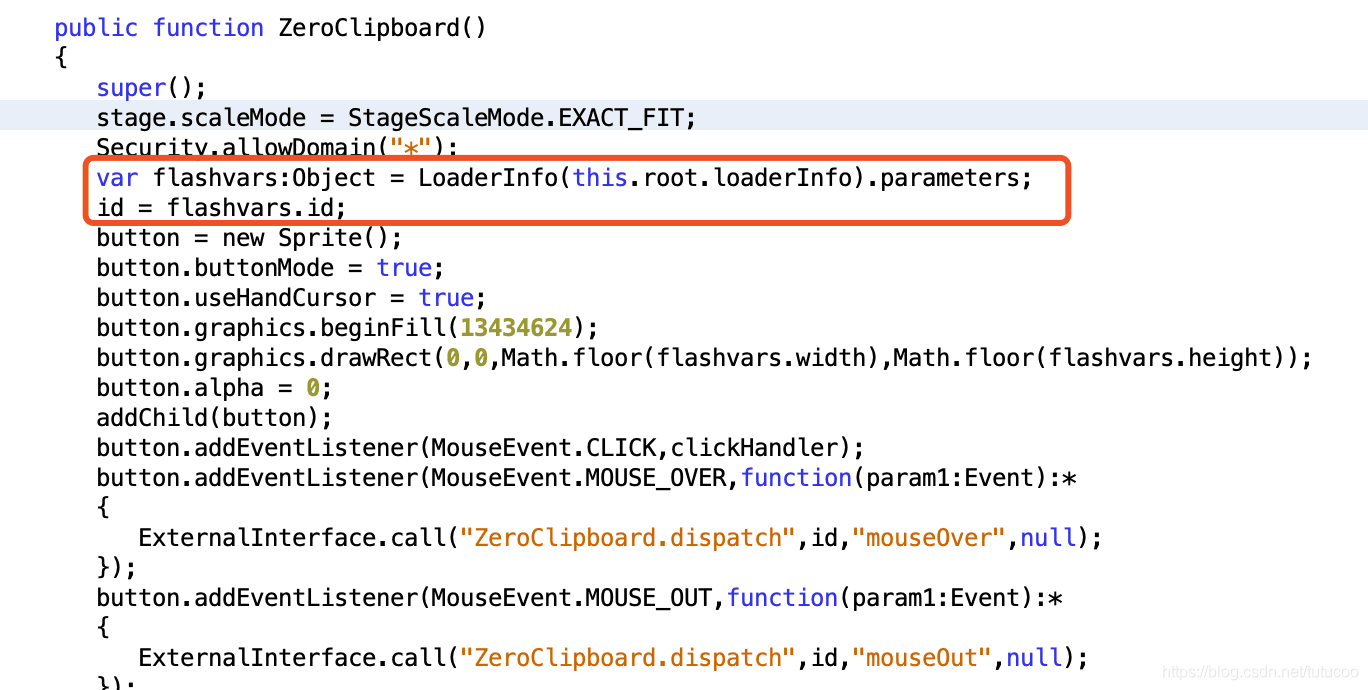 public function ZeroClipboard()
{
super();
stage.scaleMode = StageScaleMode.EXACT_FIT;
Security.allowDomain("*");
var flashvars:Object = LoaderInfo(this.root.loaderInfo).parameters;
id = flashvars.id;
button = new Sprite();
button.buttonMode = true;
button.useHandCursor = true;
button.graphics.beginFill(13434624);
button.graphics.drawRect(0,0,Math.floor(flashvars.width),Math.floor(flashvars.height));
button.alpha = 0;
addChild(button);
button.addEventListener(MouseEvent.CLICK,clickHandler);
button.addEventListener(MouseEvent.MOUSE_OVER,function(param1:Event):*
{
ExternalInterface.call("ZeroClipboard.dispatch",id,"mouseOver",null);
});
button.addEventListener(MouseEvent.MOUSE_OUT,function(param1:Event):*
{
ExternalInterface.call("ZeroClipboard.dispatch",id,"mouseOut",null);
});
https://blog.csdn.net/tutucoo